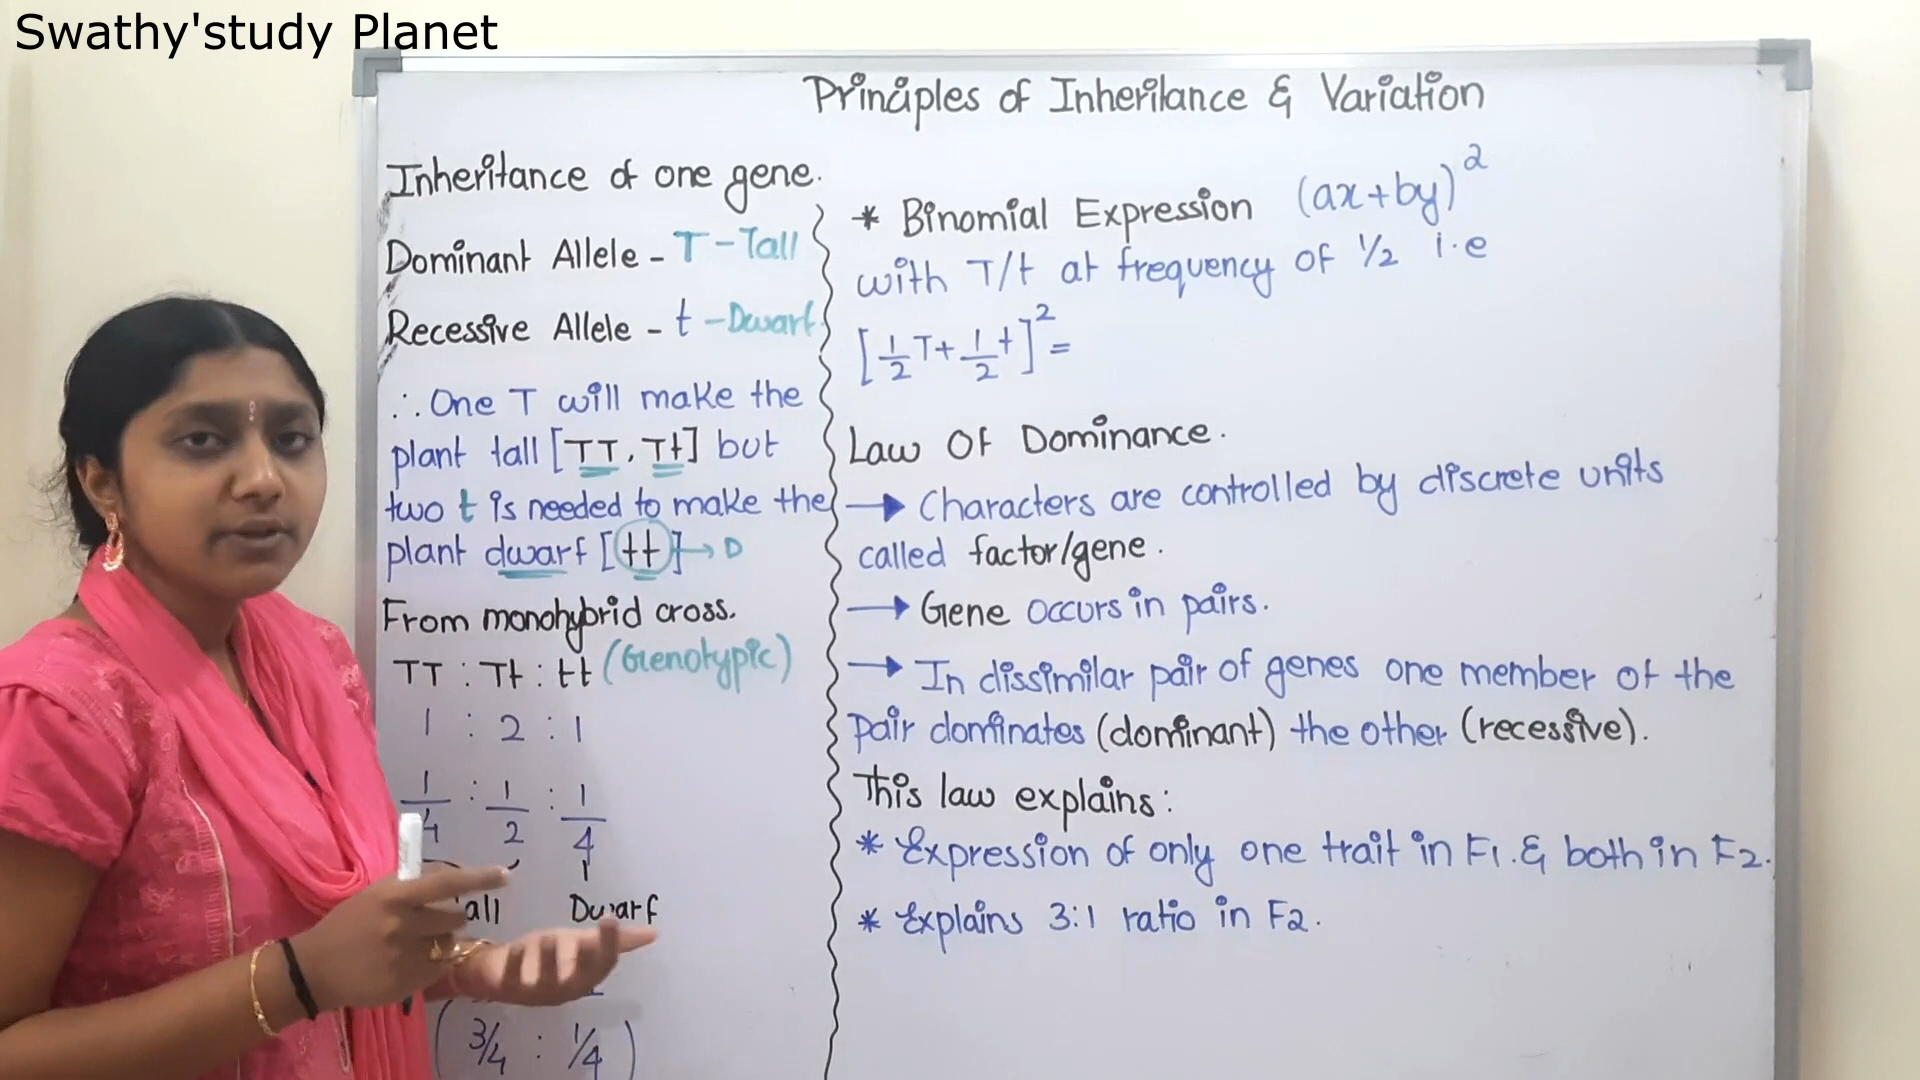 Swathy'study Planet
Principles of Inheritance & Variation
Inheritance of one gene.
Dominant Allele - T - Tall
Recessive Allele - t - Dwarf
∴ One T will make the
plant tall [TT, Tt] but
two t is needed to make the
plant dwarf [tt] → D
From monohybrid cross.
TT : Tt : tt (Genotypic)
1 : 2 : 1
1/4 : 1/2 : 1/4
Dwarf
(3/4 : 1/4)
* Binomial Expression (ax+by)²
with T/t at frequency of 1/2 i.e
[1/2 T + 1/2 t]² =
Law Of Dominance.
→ Characters are controlled by discrete units
called factor/gene.
→ Gene occurs in pairs.
→ In dissimilar pair of genes one member of the
pair dominates (dominant) the other (recessive).
This law explains:
* Expression of only one trait in F1. & both in F2.
* Explains 3:1 ratio in F2.